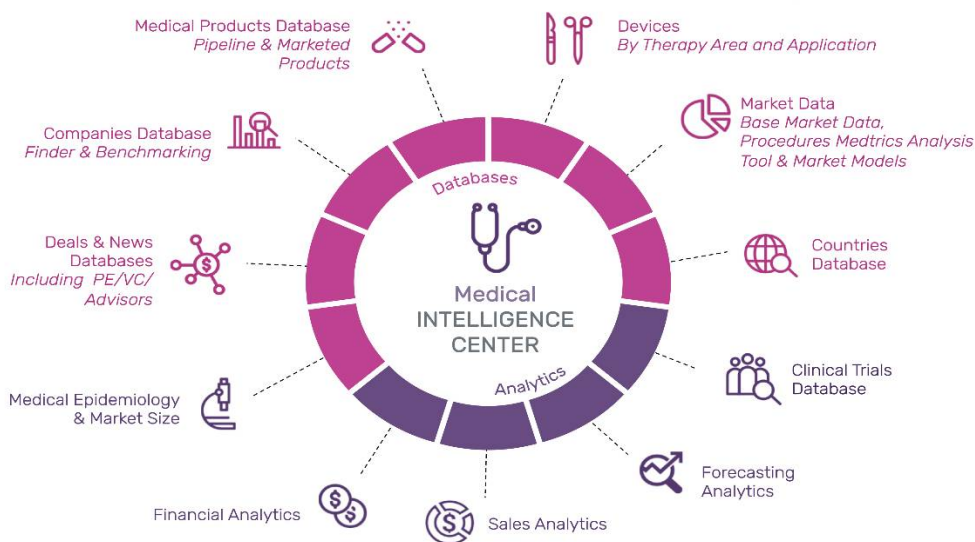 Medical Products Database
Pipeline & Marketed
Products
Devices
By Therapy Area and Application
Companies Database
Finder & Benchmarking
Market Data
Base Market Data,
Procedures Medtrics Analysis
Tool & Market Models
Databases
Deals & News
Databases
Including PE/VC/
Advisors
$
Countries
Database
Medical
INTELLIGENCE
CENTER
Analytics
Medical Epidemiology
& Market Size
Clinical Trials
Database
Financial Analytics
$
$
$
Sales Analytics
Forecasting
Analytics